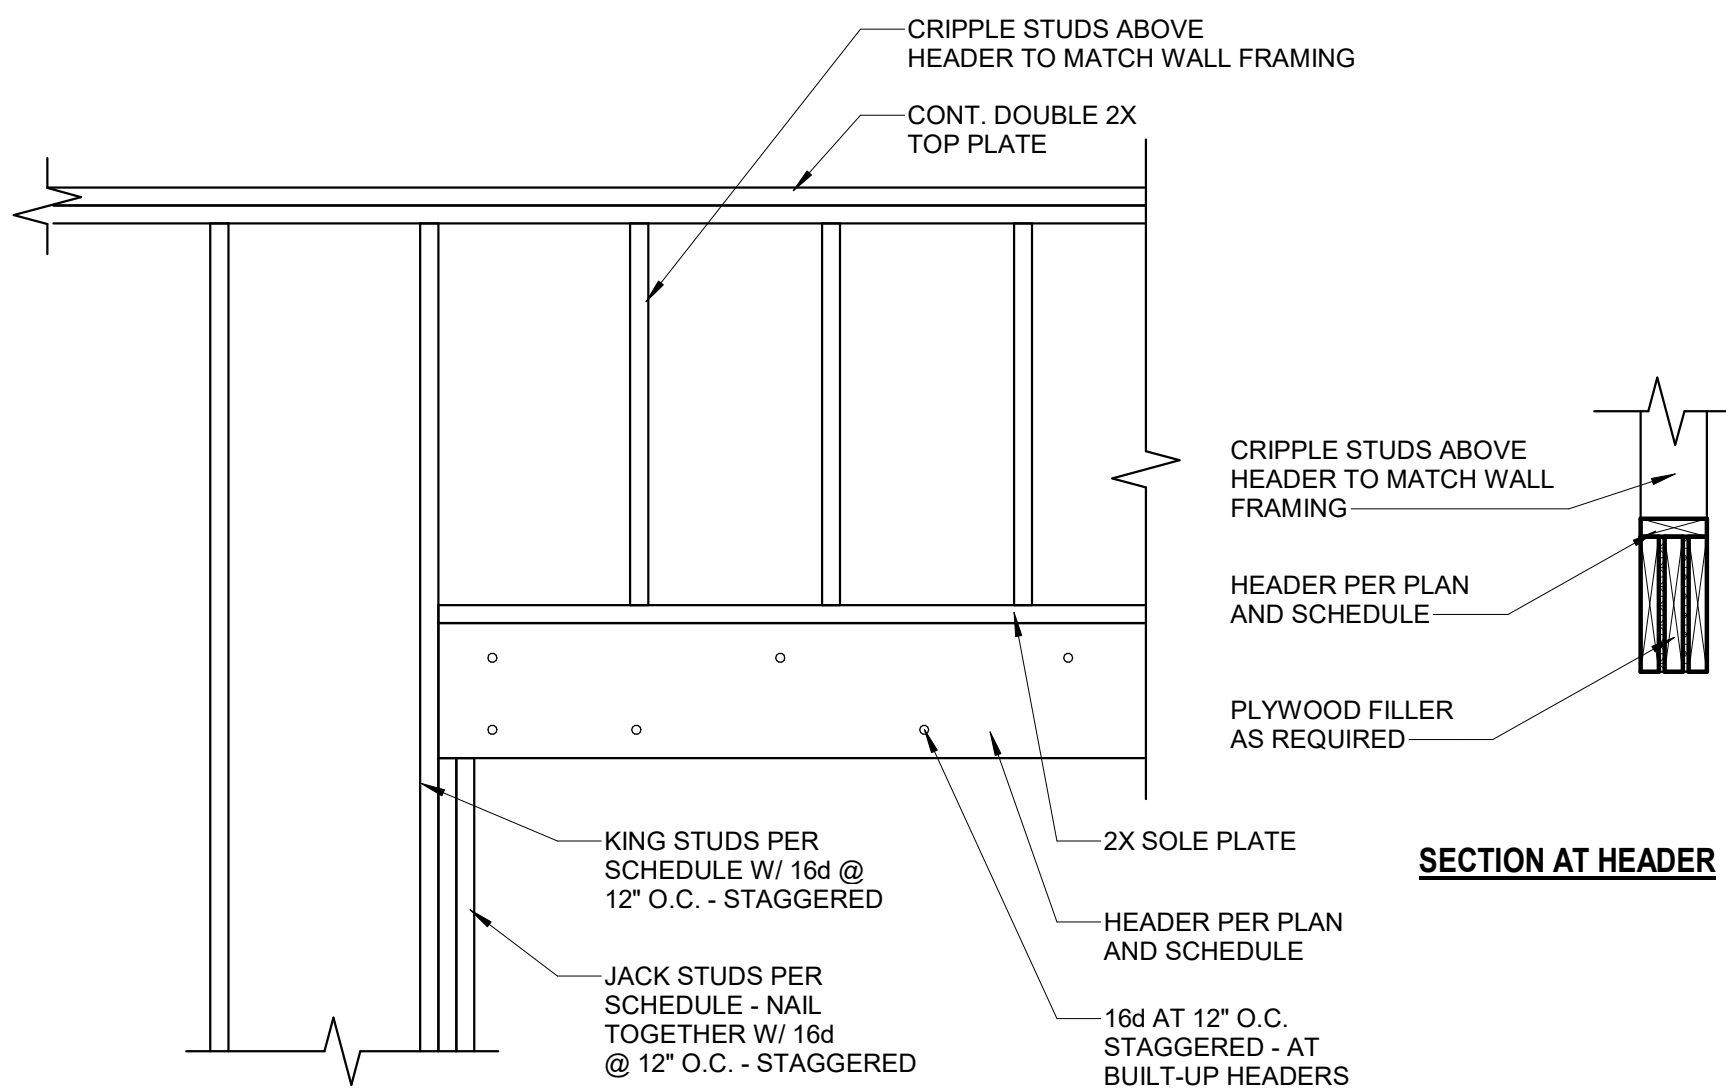 CRIPPLE STUDS ABOVE
HEADER TO MATCH WALL FRAMING
CONT. DOUBLE 2X
TOP PLATE
CRIPPLE STUDS ABOVE
HEADER TO MATCH WALL
FRAMING
HEADER PER PLAN
AND SCHEDULE
PLYWOOD FILLER
AS REQUIRED
SECTION AT HEADER
KING STUDS PER
SCHEDULE W/ 16d @
12" O.C. - STAGGERED
JACK STUDS PER
SCHEDULE - NAIL
TOGETHER W/ 16d
@ 12" O.C. - STAGGERED
2X SOLE PLATE
HEADER PER PLAN
AND SCHEDULE
16d AT 12" O.C.
STAGGERED - AT
BUILT-UP HEADERS